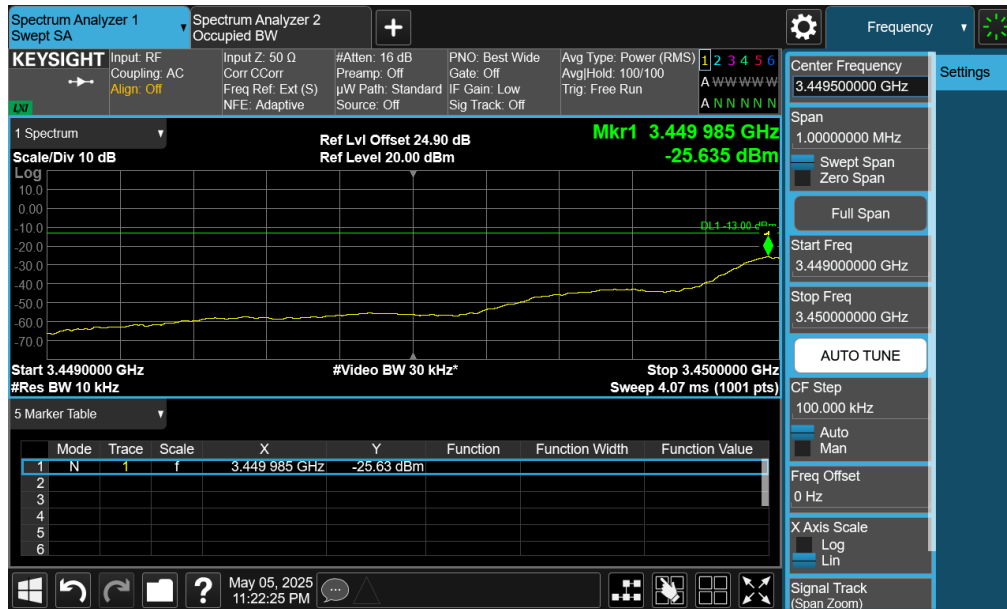 Spectrum Analyzer 1
Swept SA
Spectrum Analyzer 2
Occupied BW
Frequency
KEYSIGHT
LXI
Input: RF
Coupling: AC
Align: Off
Input Z: 50 Ω
Corr CCorr
Freq Ref: Ext (S)
NFE: Adaptive
#Atten: 16 dB
Preamp: Off
µW Path: Standard
Source: Off
PNO: Best Wide
Gate: Off
IF Gain: Low
Sig Track: Off
Avg Type: Power (RMS)
Avg|Hold: 100/100
Trig: Free Run
1 2 3 4 5 6
A W W W W W
A N N N N N
1 Spectrum
Scale/Div 10 dB
Ref Lvl Offset 24.90 dB
Ref Level 20.00 dBm
Mkr1 3.449 985 GHz
-25.635 dBm
Log
10.0
0.00
-10.0
-20.0
-30.0
-40.0
-50.0
-60.0
-70.0
DL1 -13.00 dBm
1
Start 3.4490000 GHz
#Video BW 30 kHz*
Stop 3.4500000 GHz
#Res BW 10 kHz
Sweep 4.07 ms (1001 pts)
5 Marker Table
Mode Trace Scale X Y Function Function Width Function Value
1 N 1 f 3.449 985 GHz -25.63 dBm
2
3
4
5
6
May 05, 2025
11:22:25 PM
Center Frequency
3.449500000 GHz
Settings
Span
1.00000000 MHz
Swept Span
Zero Span
Full Span
Start Freq
3.449000000 GHz
Stop Freq
3.450000000 GHz
AUTO TUNE
CF Step
100.000 kHz
Auto
Man
Freq Offset
0 Hz
X Axis Scale
Log
Lin
Signal Track
(Span Zoom)